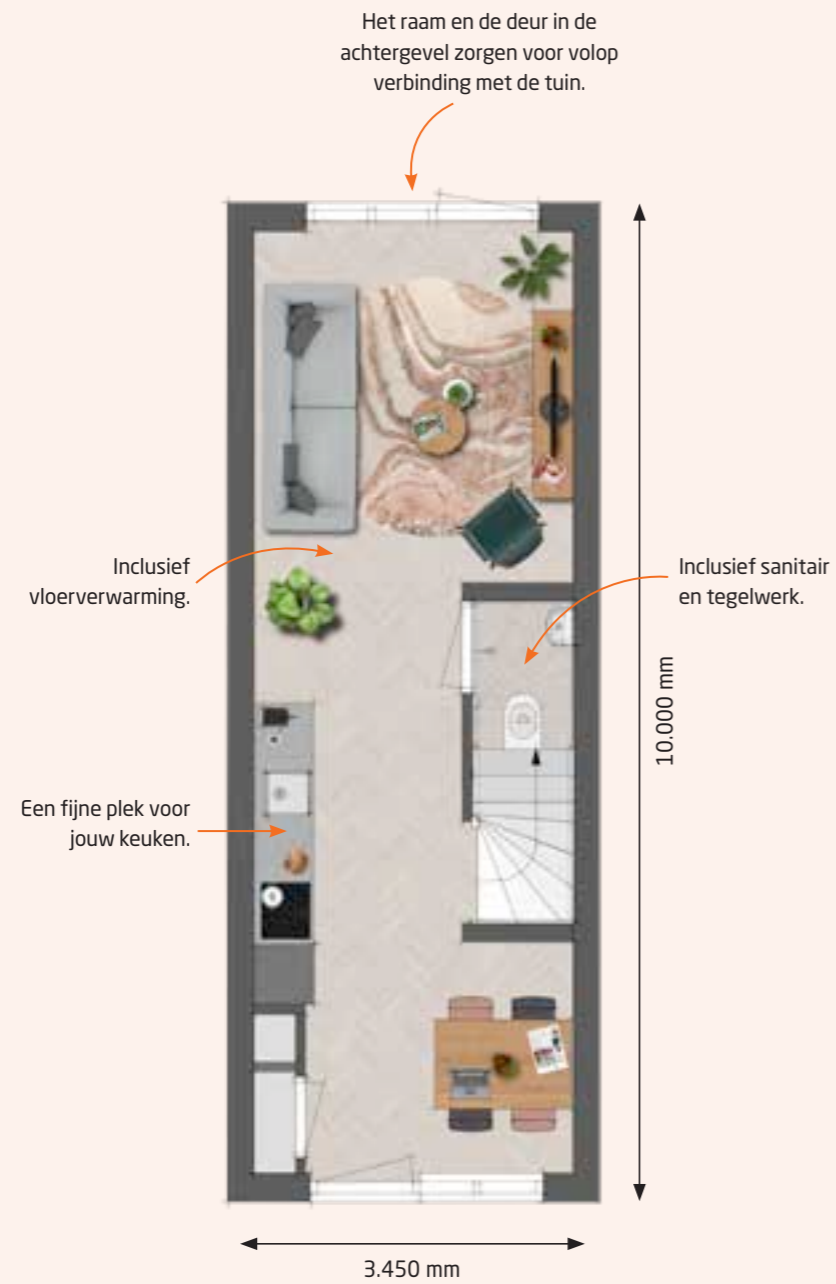 Het raam en de deur in de
achtergevel zorgen voor volop
verbinding met de tuin.
Inclusief
vloerverwarming.
Inclusief sanitair
en tegelwerk.
10.000 mm
Een fijne plek voor
jouw keuken.
3.450 mm